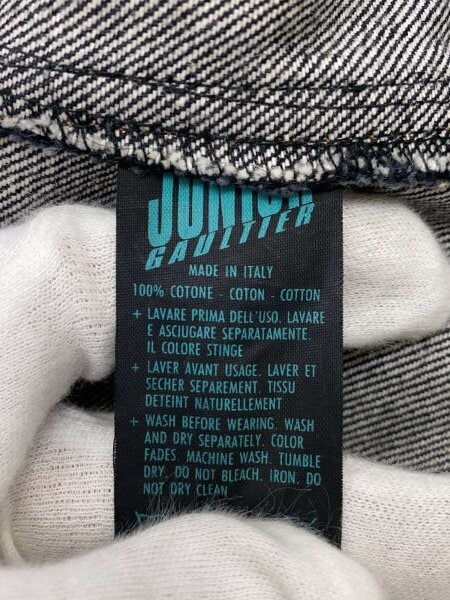 JUNIOR
GAULTIER
MADE IN ITALY
100% COTONE - COTON - COTTON
+ LAVARE PRIMA DELL'USO. LAVARE
E ASCIUGARE SEPARATAMENTE.
IL COLORE STINGE
+ LAVER AVANT USAGE. LAVER ET
SECHER SEPAREMENT. TISSU
DETEINT NATURELLEMENT
+ WASH BEFORE WEARING. WASH
AND DRY SEPARATELY. COLOR
FADES. MACHINE WASH. TUMBLE
DRY. DO NOT BLEACH. IRON. DO
NOT DRY CLEAN